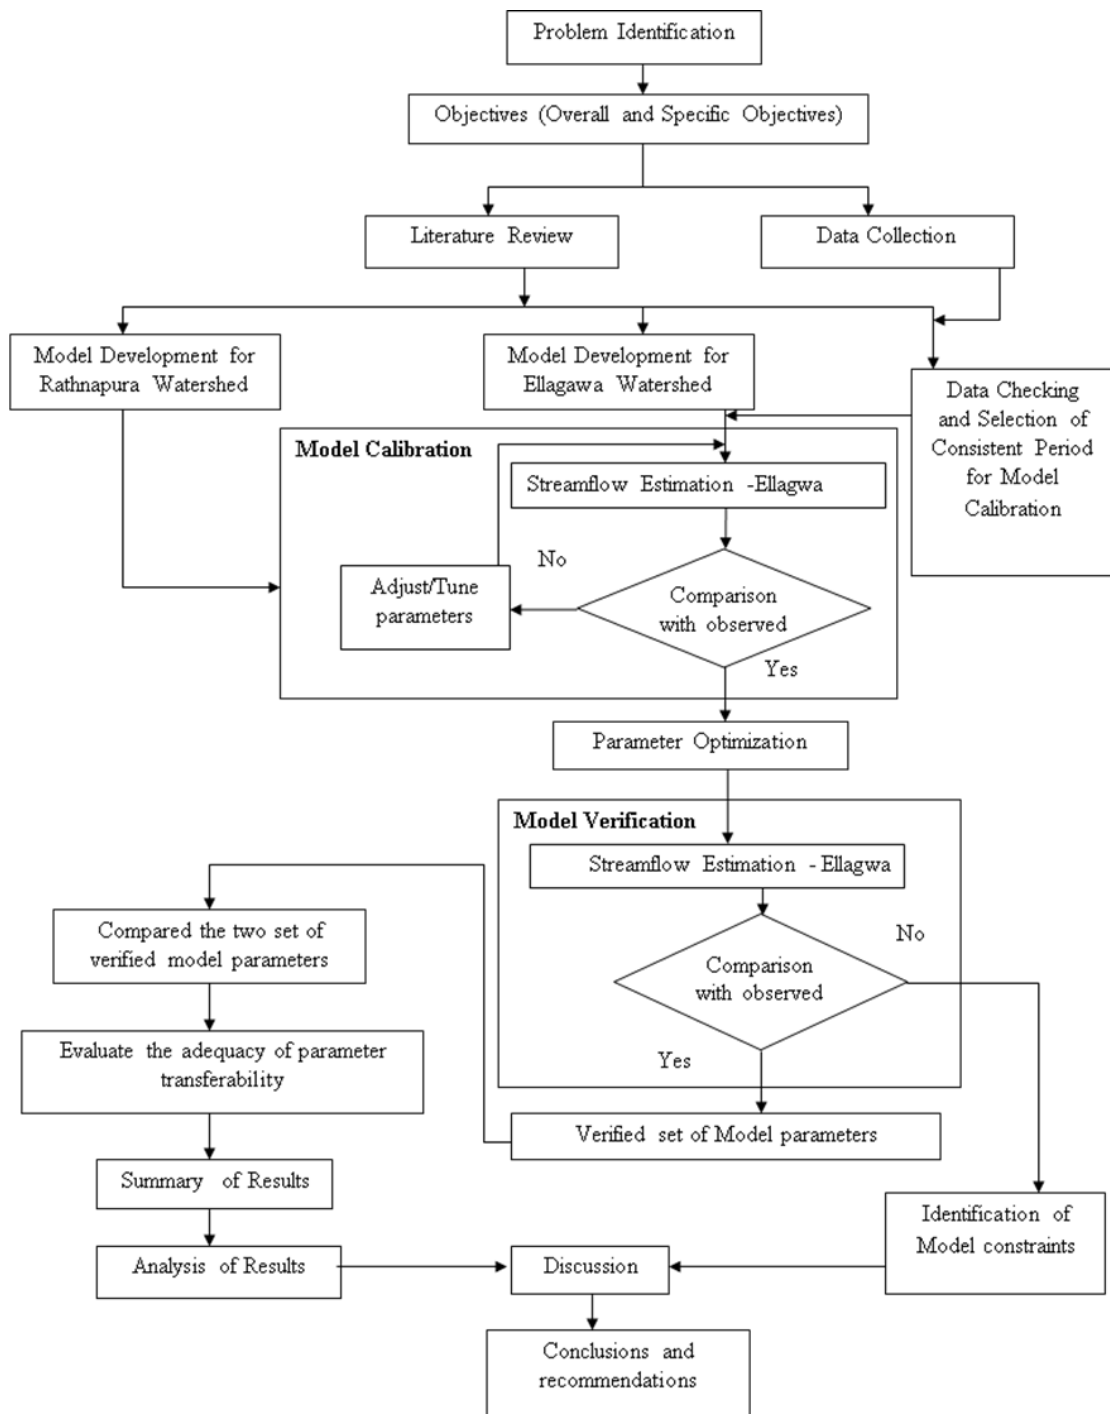 Problem Identification
Objectives (Overall and Specific Objectives)
Literature Review
Data Collection
Model Development for
Rathnapura Watershed
Model Development for
Ellagawa Watershed
Data Checking
and Selection of
Consistent Period
for Model
Calibration
Model Calibration
Streamflow Estimation -Ellagwa
No
Adjust/Tune
parameters
Comparison
with observed
Yes
Parameter Optimization
Model Verification
Streamflow Estimation - Ellagwa
No
Comparison
with observed
Yes
Compared the two set of
verified model parameters
Evaluate the adequacy of parameter
transferability
Verified set of Model parameters
Summary of Results
Identification of
Model constraints
Analysis of Results
Discussion
Conclusions and
recommendations